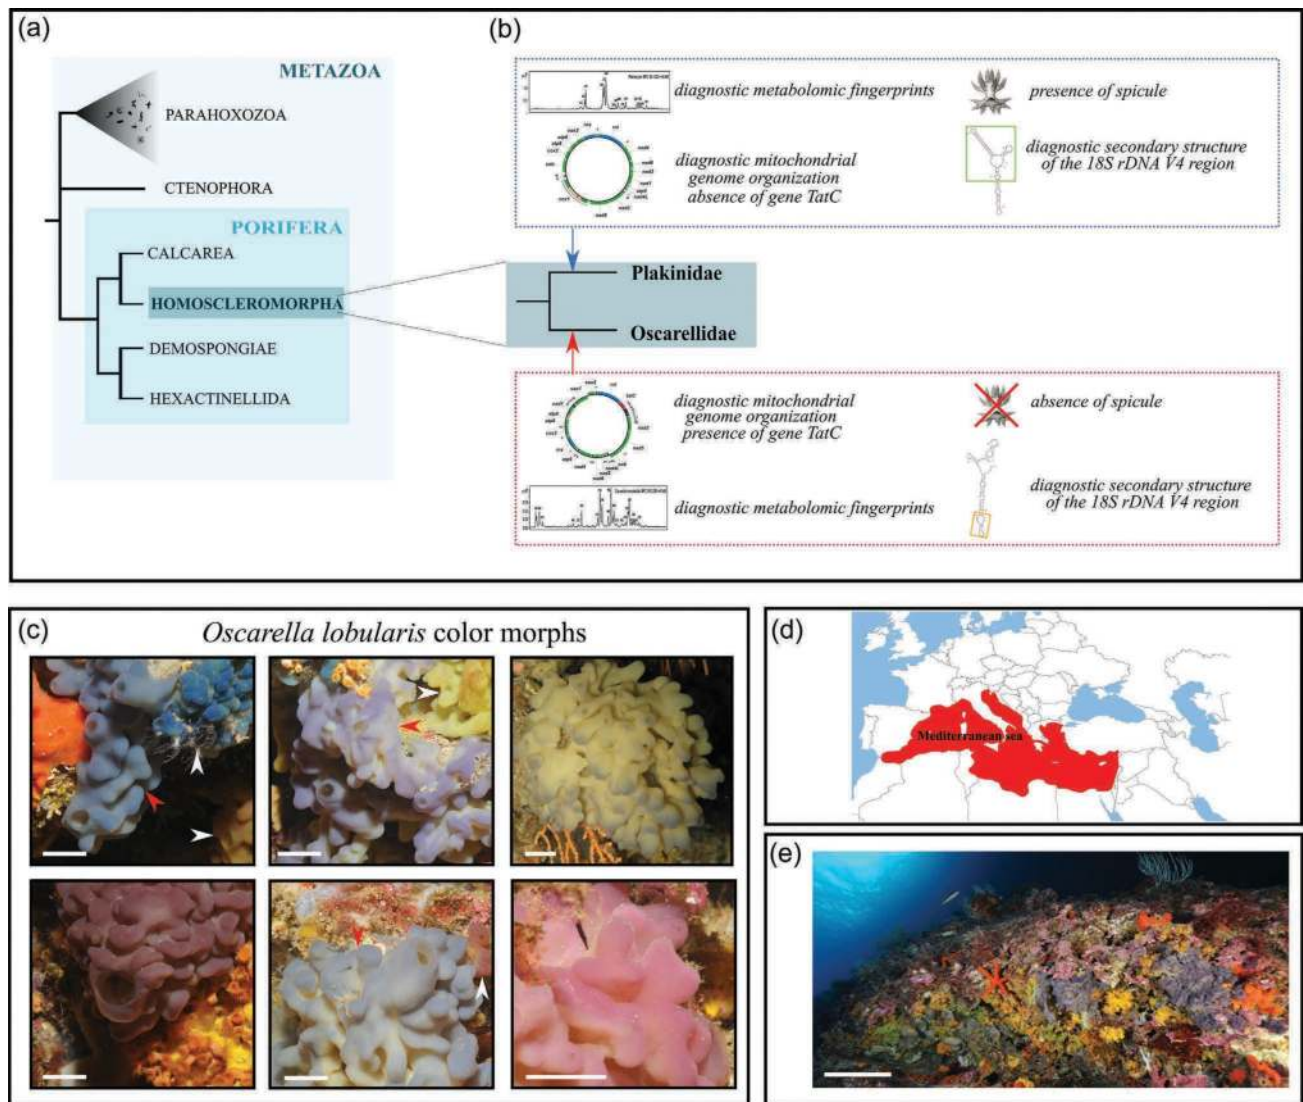 (a)
METAZOA
PARAHOXOZOA
CTENOPHORA
PORIFERA
CALCAREA
HOMOSCLEROMORPHA
DEMOSPONGIAE
HEXACTINELLIDA
(b)
diagnostic metabolomic fingerprints
presence of spicule
diagnostic mitochondrial
genome organization
absence of gene TatC
diagnostic secondary structure
of the 18S rDNA V4 region
Plakinidae
Oscarellidae
diagnostic mitochondrial
genome organization
presence of gene TatC
absence of spicule
diagnostic metabolomic fingerprints
diagnostic secondary structure
of the 18S rDNA V4 region
(c)
Oscarella lobularis color morphs
(d)
Mediterranean sea
(e)